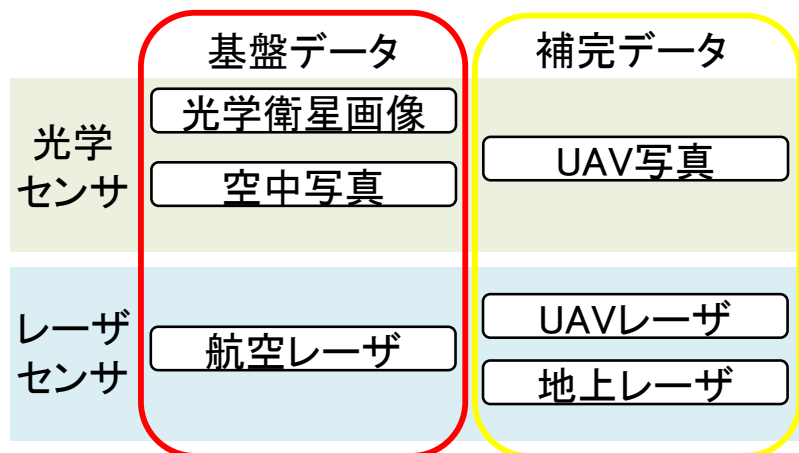 基盤データ
補完データ
光学
センサ
光学衛星画像
空中写真
UAV写真
レーザ
センサ
航空レーザ
UAVレーザ
地上レーザ